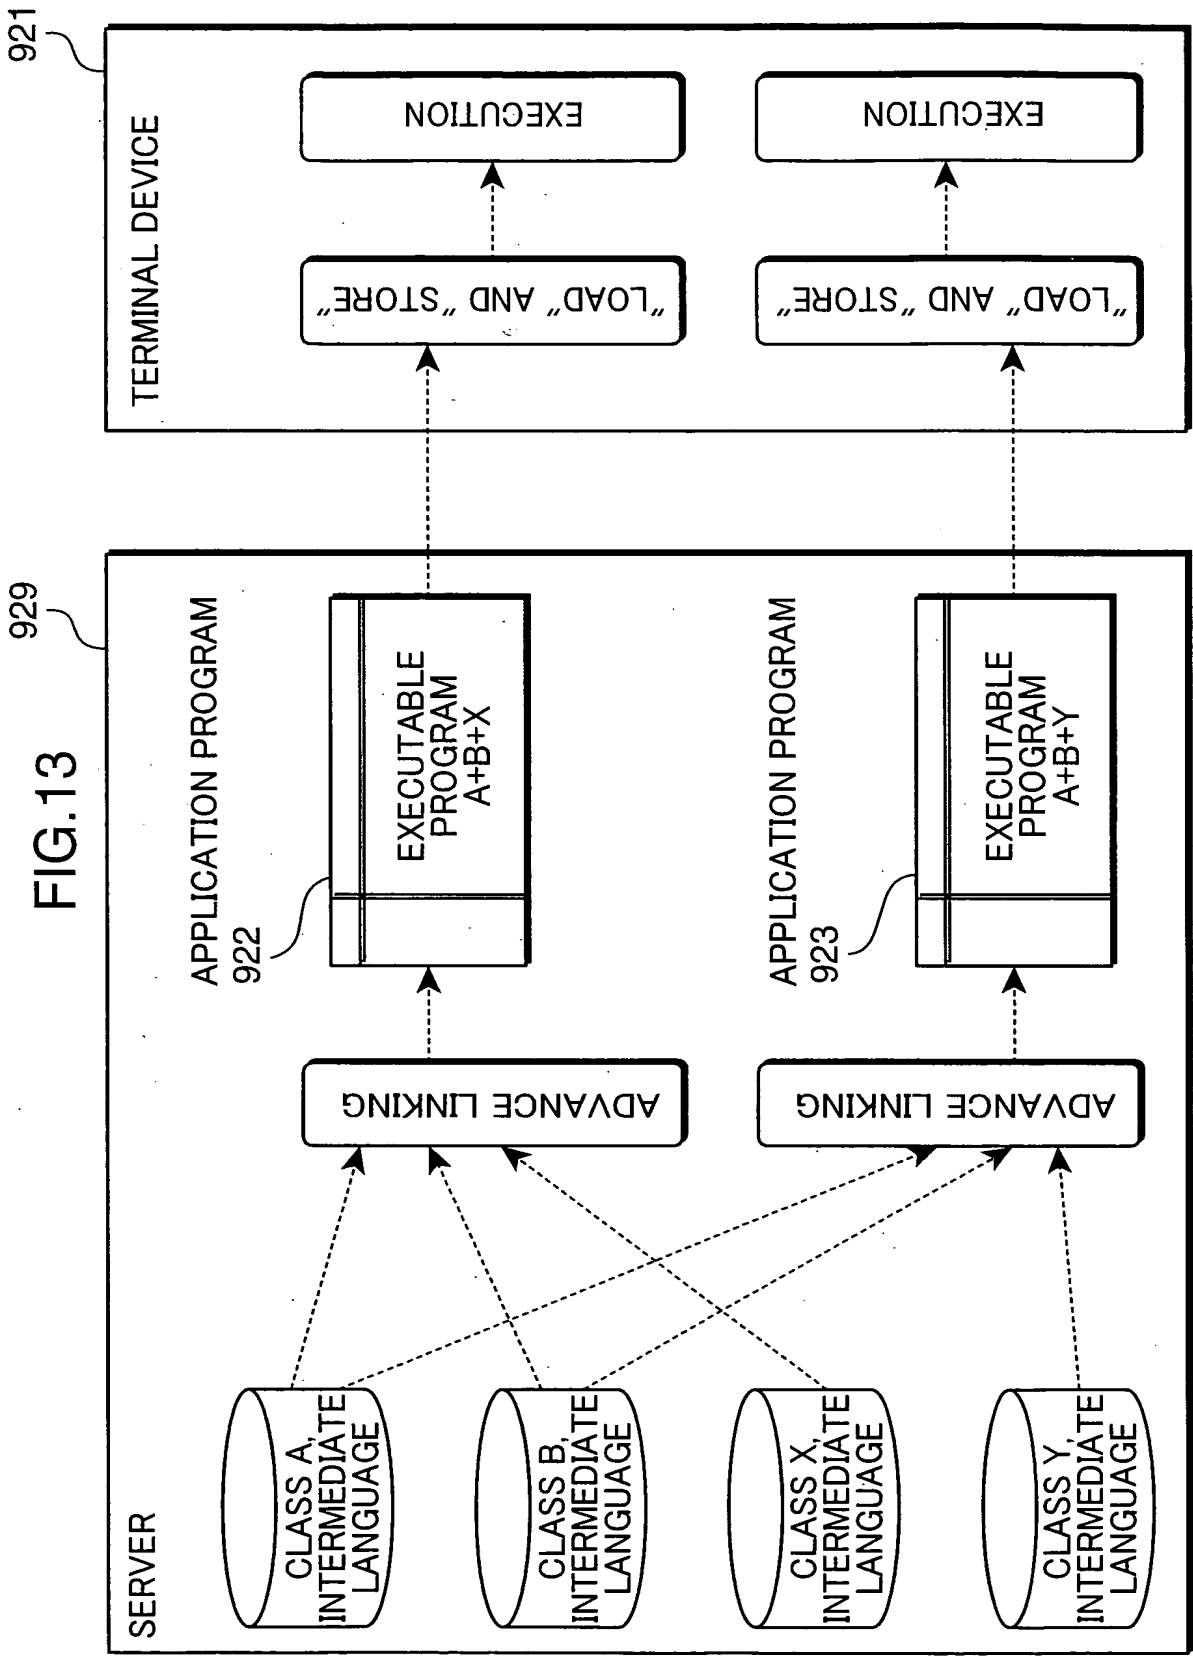 FIG.13
929
921
SERVER
CLASS A,
INTERMEDIATE
LANGUAGE
CLASS B,
INTERMEDIATE
LANGUAGE
CLASS X,
INTERMEDIATE
LANGUAGE
CLASS Y,
INTERMEDIATE
LANGUAGE
ADVANCE LINKING
ADVANCE LINKING
APPLICATION PROGRAM
922
EXECUTABLE
PROGRAM
A+B+X
APPLICATION PROGRAM
923
EXECUTABLE
PROGRAM
A+B+Y
TERMINAL DEVICE
"LOAD" AND "STORE"
EXECUTION
"LOAD" AND "STORE"
EXECUTION